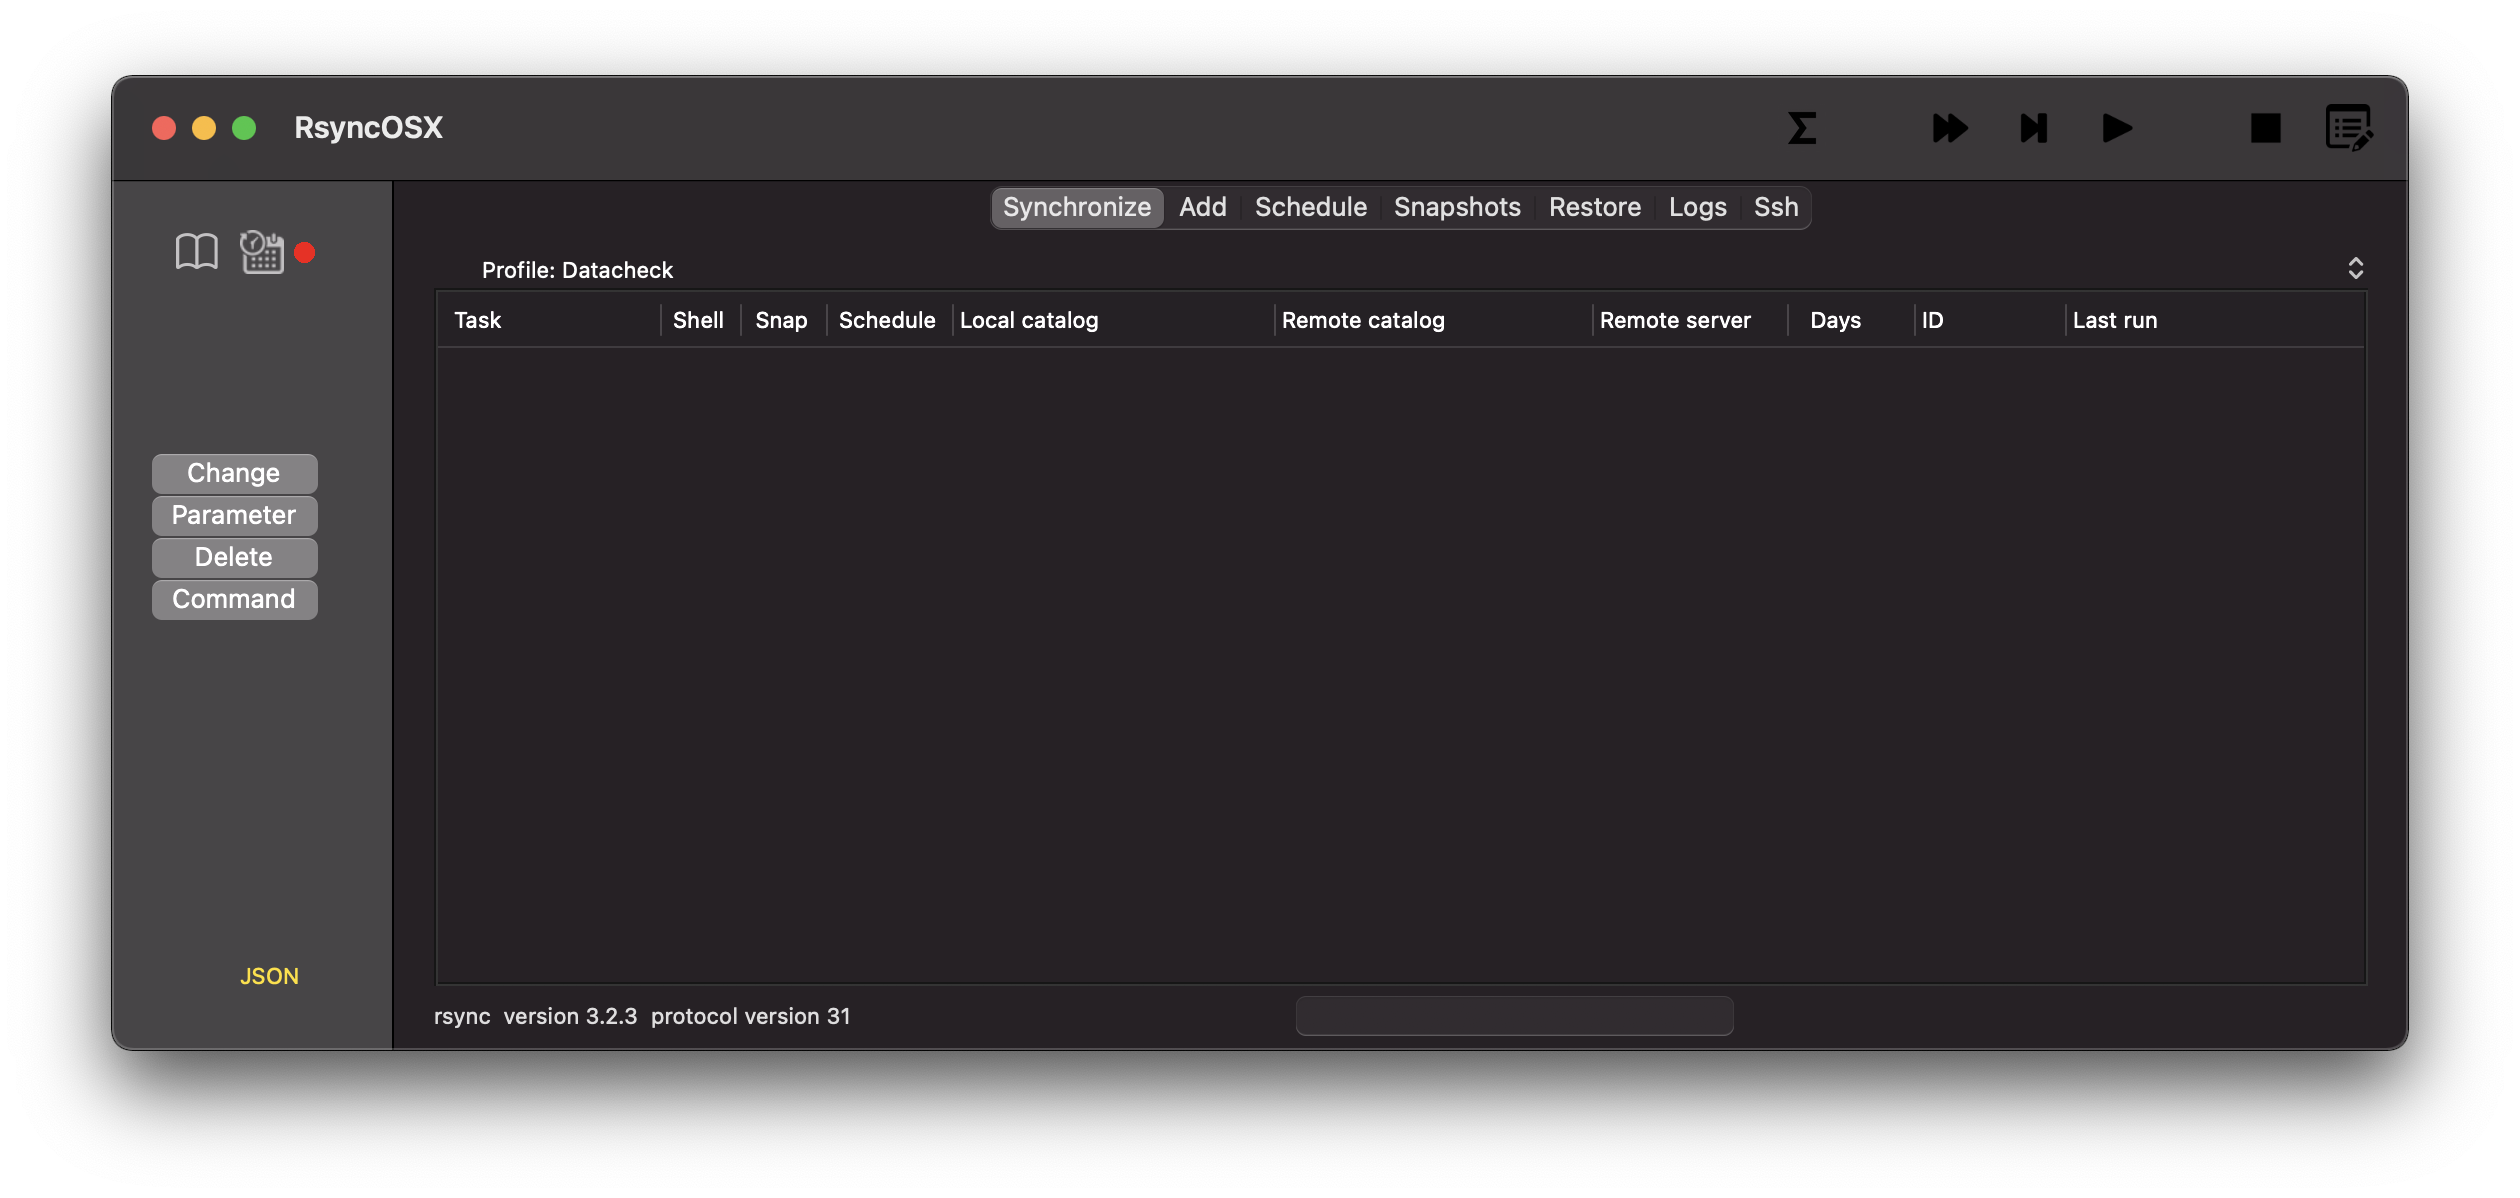 RsyncOSX
Synchronize Add Schedule Snapshots Restore Logs Ssh
Profile: Datacheck
Task Shell Snap Schedule Local catalog Remote catalog Remote server Days ID Last run
Change
Parameter
Delete
Command
JSON
rsync  version 3.2.3  protocol version 31